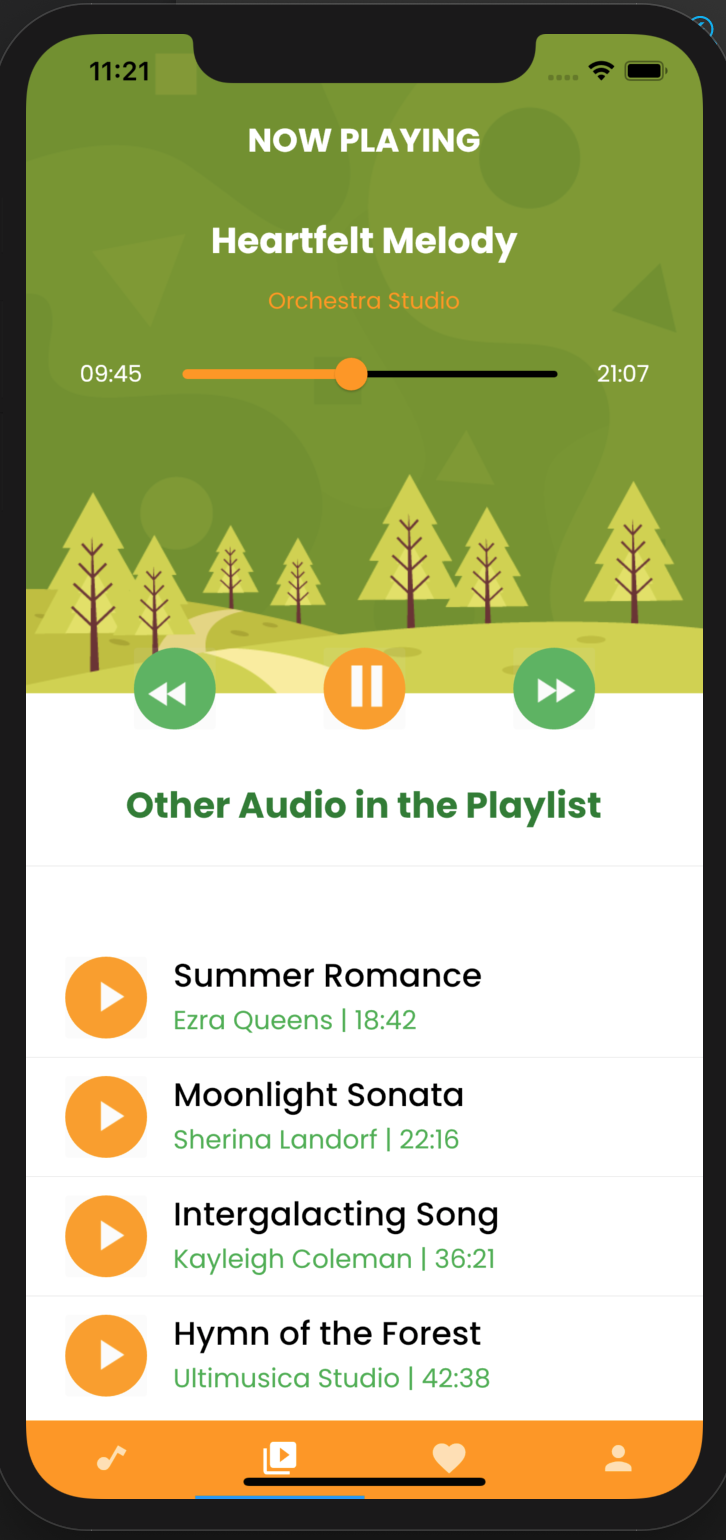 11:21
NOW PLAYING
Heartfelt Melody
Orchestra Studio
09:45 21:07
Other Audio in the Playlist
Summer Romance
Ezra Queens | 18:42
Moonlight Sonata
Sherina Landorf | 22:16
Intergalacting Song
Kayleigh Coleman | 36:21
Hymn of the Forest
Ultimusica Studio | 42:38